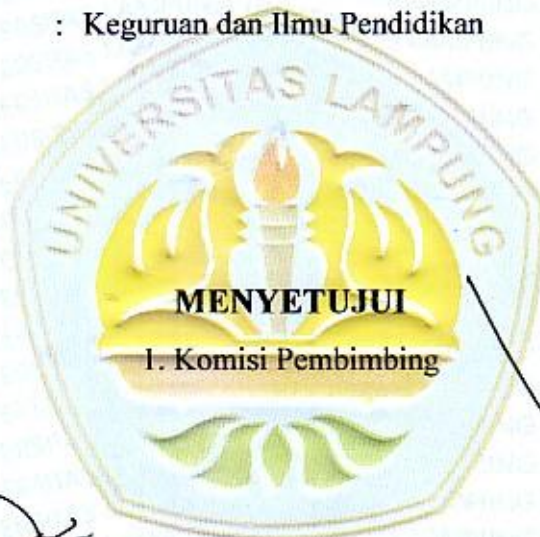 : Keguruan dan Ilmu Pendidikan
UNIVERSITAS LAMPUNG
MENYETUJUI
1. Komisi Pembimbing